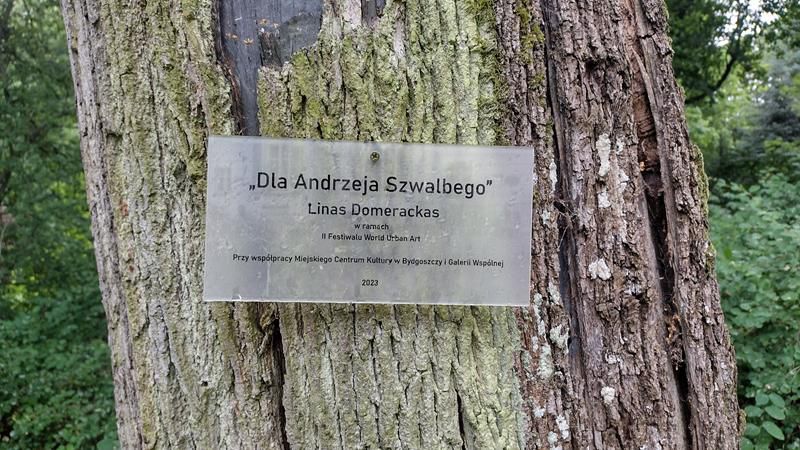 „Dla Andrzeja Szwalbego”
Linas Domerackas
w ramach
II Festiwalu World Urban Art
Przy współpracy Miejskiego Centrum Kultury w Bydgoszczy i Galerii Wspólnej
2023